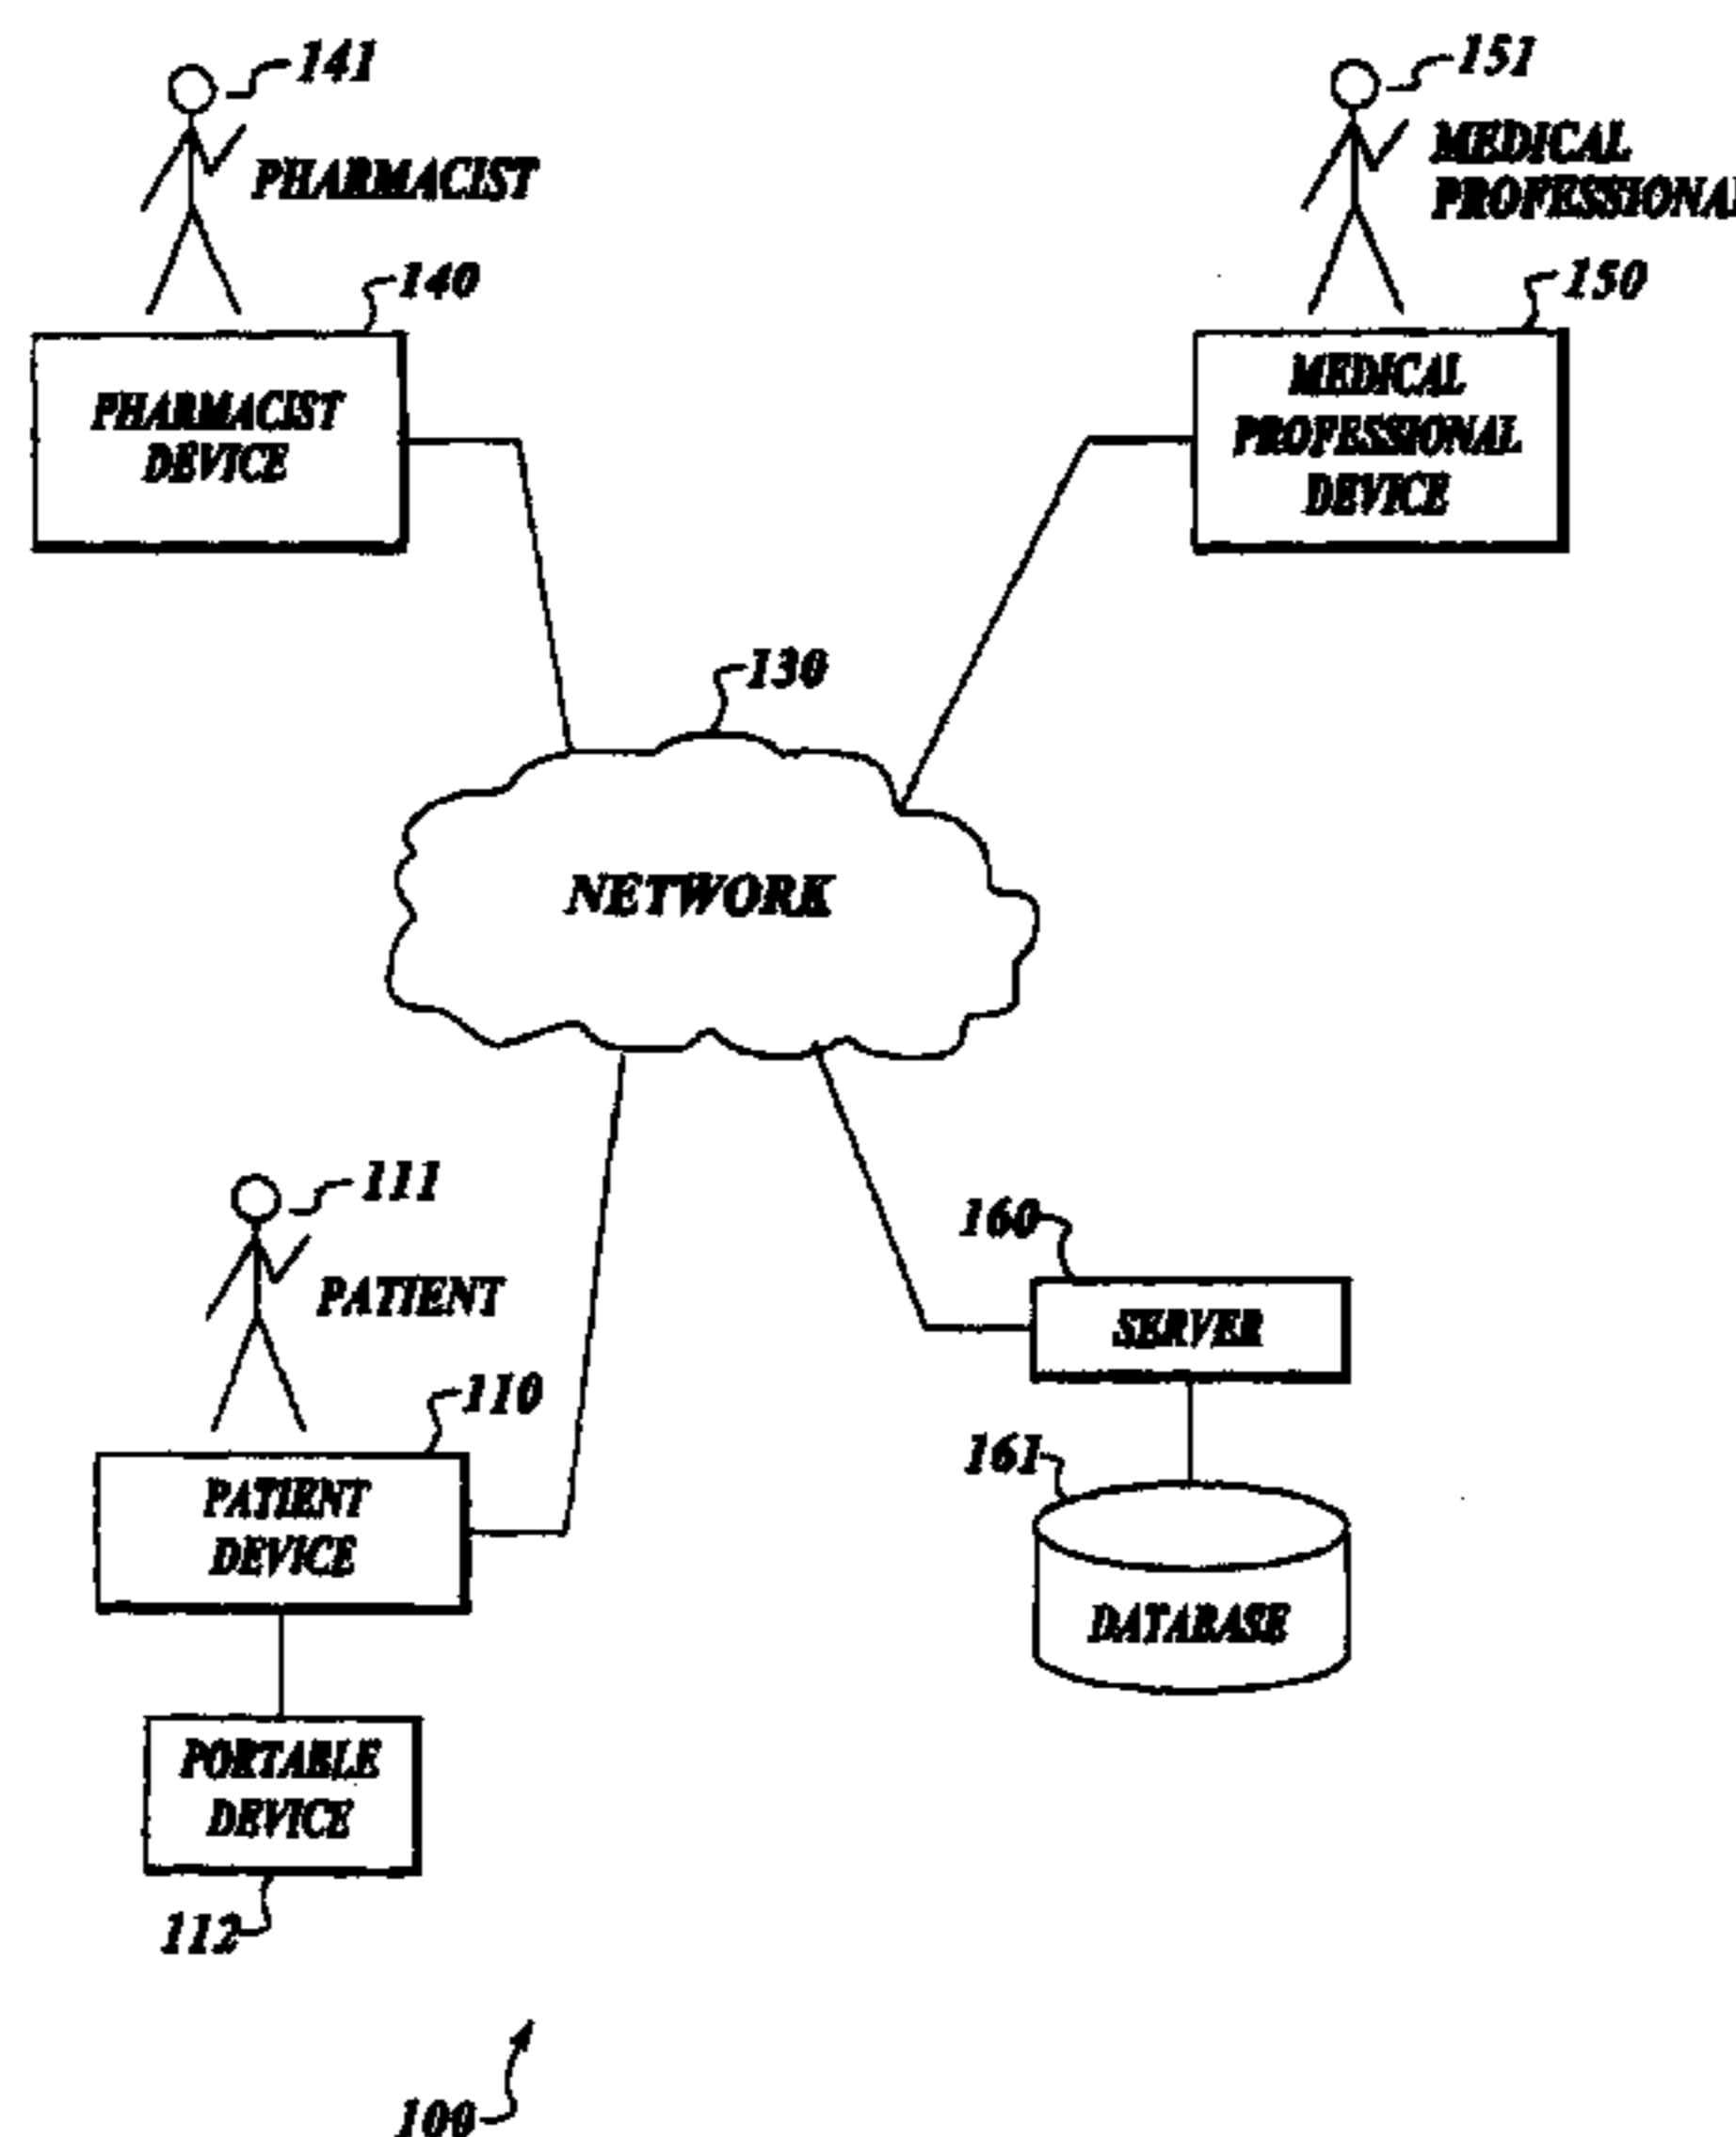 141
PHARMACIST
140
PHARMACIST
DEVICE
151
MEDICAL
PROFESSIONAL
150
MEDICAL
PROFESSIONAL
DEVICE
130
NETWORK
111
PATIENT
110
PATIENT
DEVICE
PORTABLE
DEVICE
112
160
SERVER
161
DATABASE
100